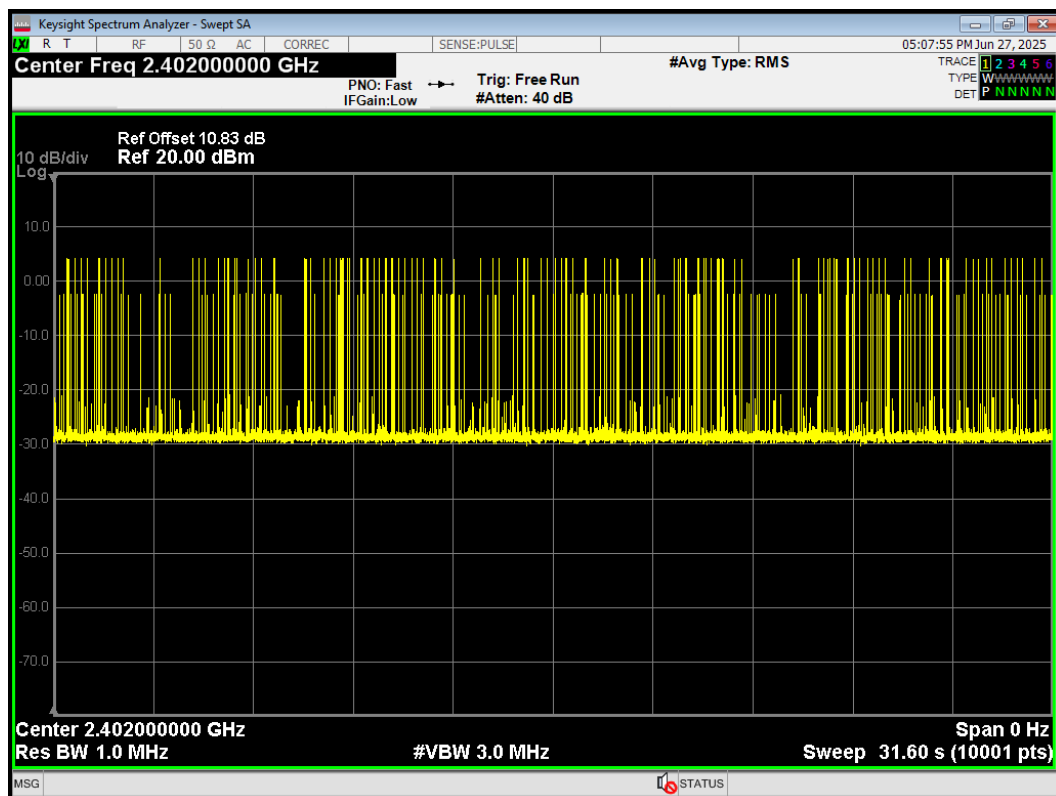 Keysight Spectrum Analyzer - Swept SA
LXI R T RF 50 Ω AC CORREC SENSE:PULSE 05:07:55 PM Jun 27, 2025
Center Freq 2.402000000 GHz
PNO: Fast
IFGain:Low
Trig: Free Run
#Atten: 40 dB
#Avg Type: RMS
TRACE 1 2 3 4 5 6
TYPE WWWWWW
DET P N N N N N
Ref Offset 10.83 dB
10 dB/div Ref 20.00 dBm
Log
10.0
0.00
-10.0
-20.0
-30.0
-40.0
-50.0
-60.0
-70.0
Center 2.402000000 GHz Span 0 Hz
Res BW 1.0 MHz #VBW 3.0 MHz Sweep 31.60 s (10001 pts)
MSG STATUS